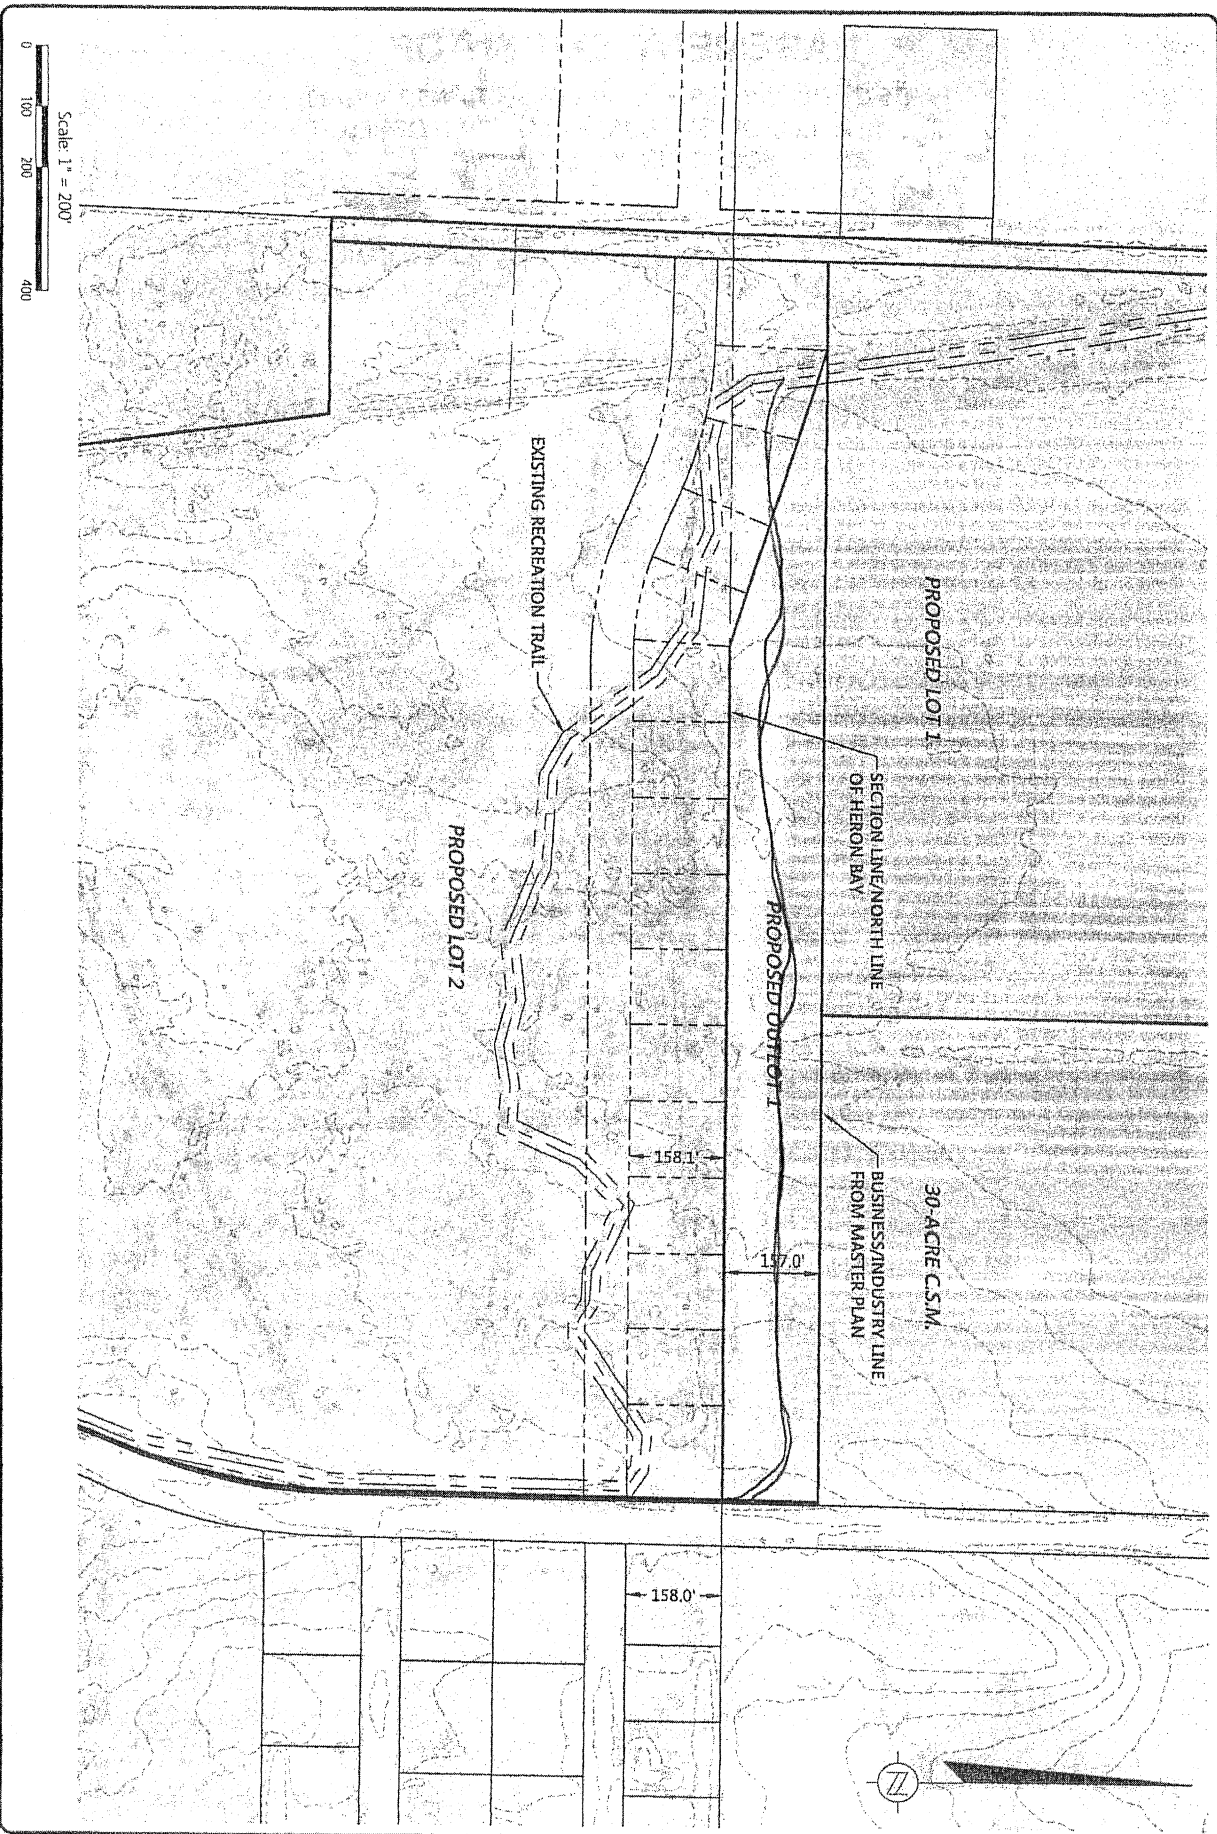 PROPOSED LOT 1
30-ACRE C.S.M.
SECTION LINE/NORTH LINE
OF HERON BAY
BUSINESS/INDUSTRY LINE
FROM MASTER PLAN
PROPOSED OUTLOT 1
157.0'
158.1'
158.0'
EXISTING RECREATION TRAIL
PROPOSED LOT 2
Scale: 1" = 200'
0 100 200 400
N